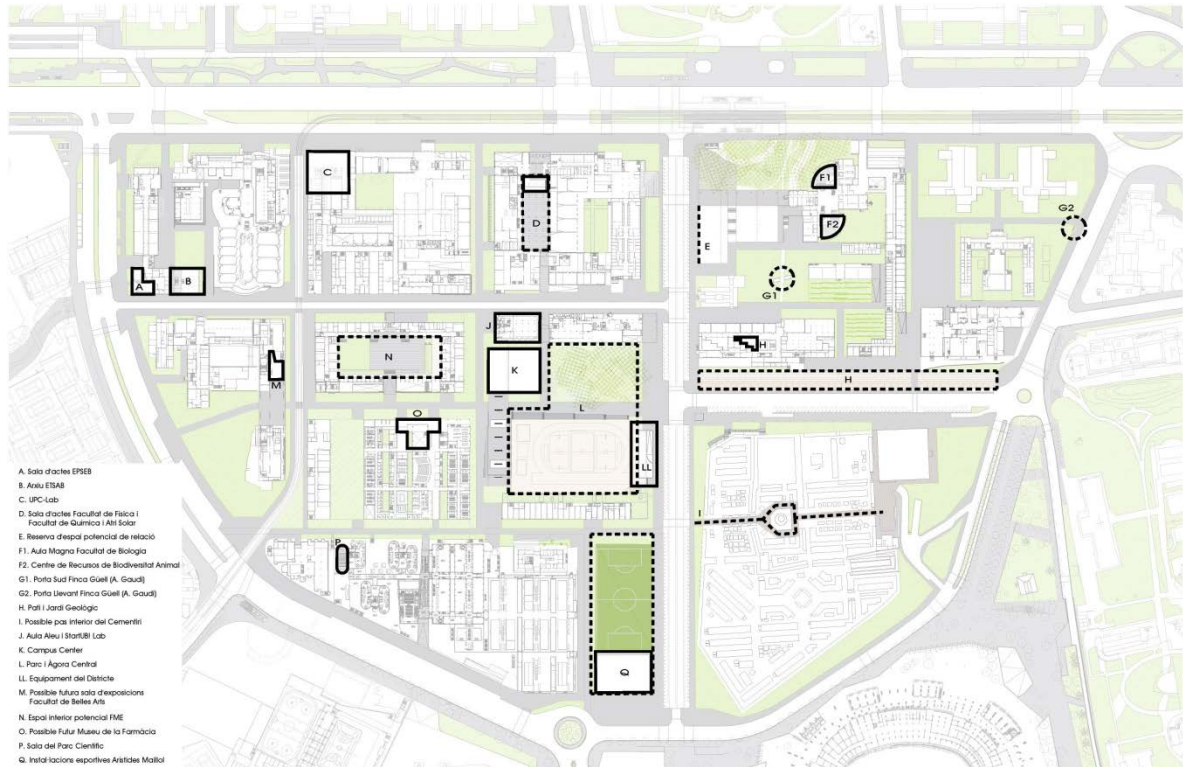 C
F1
G2
D
F2
E
A
B
G1
J
H
N
K
M
H
L
O
LL
I
P
Q
A. Sala d'actes EPSEB
B. Arxiu ETSAB
C. UPC-Lab
D. Sala d'actes Facultat de Física i
Facultat de Química i Atri Solar
E. Reserva d'espai potencial de relació
F1. Aula Magna Facultat de Biologia
F2. Centre de Recursos de Biodiversitat Animal
G1. Porta Sud Finca Güell (A. Gaudí)
G2. Porta Llevant Finca Güell (A. Gaudí)
H. Pati i Jardí Geològic
I. Possible pas interior del Cementiri
J. Aula Aleu i StartUBI Lab
K. Campus Center
L. Parc i Àgora Central
LL. Equipament del Districte
M. Possible futura sala d'exposicions
Facultat de Belles Arts
N. Espai interior potencial FME
O. Possible Futur Museu de la Farmàcia
P. Sala del Parc Científic
Q. Instal·lacions esportives Arístides Maillol